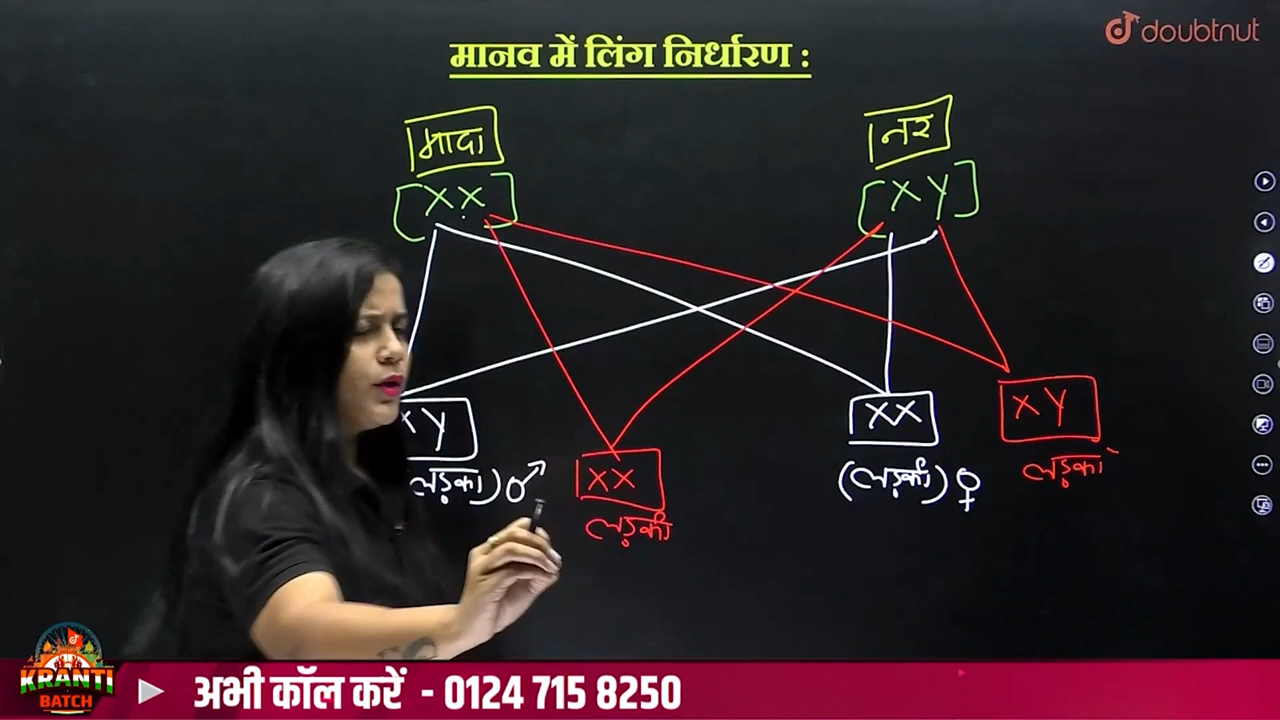 doubtnut
मानव में लिंग निर्धारण :
मादा
नर
[XX]
[XY]
XY
XX
XX
XY
लड़का) ♂
लड़की
(लड़की) ♀
लड़का
KRANTI
BATCH
अभी कॉल करें - 0124 715 8250